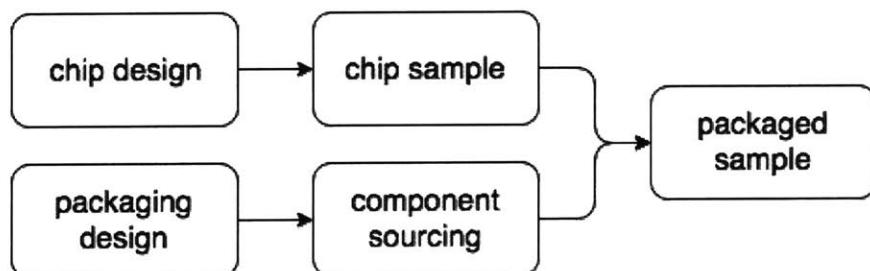 chip design
chip sample
packaged
sample
packaging
design
component
sourcing